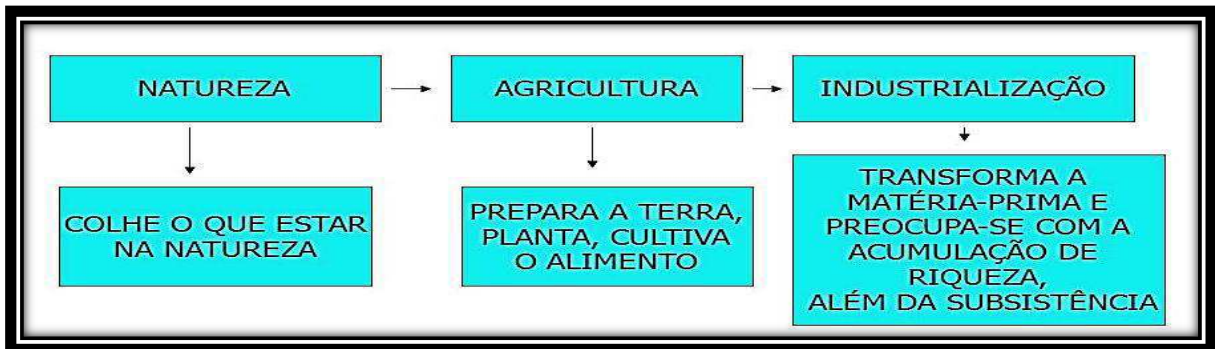 NATUREZA
AGRICULTURA
INDUSTRIALIZAÇÃO
COLHE O QUE ESTAR
NA NATUREZA
PREPARA A TERRA,
PLANTA, CULTIVA
O ALIMENTO
TRANSFORMA A
MATÉRIA-PRIMA E
PREOCUPA-SE COM A
ACUMULAÇÃO DE
RIQUEZA,
ALÉM DA SUBSISTÊNCIA